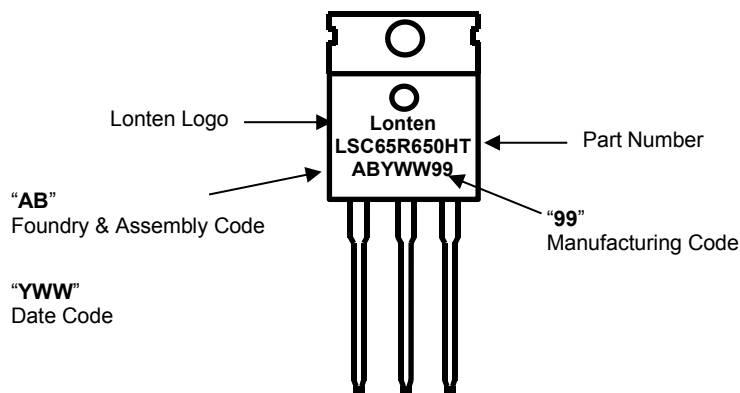 Lonten Logo
Lonten
LSC65R650HT
ABYWW99
Part Number
“AB”
Foundry & Assembly Code
“YWW”
Date Code
“99”
Manufacturing Code